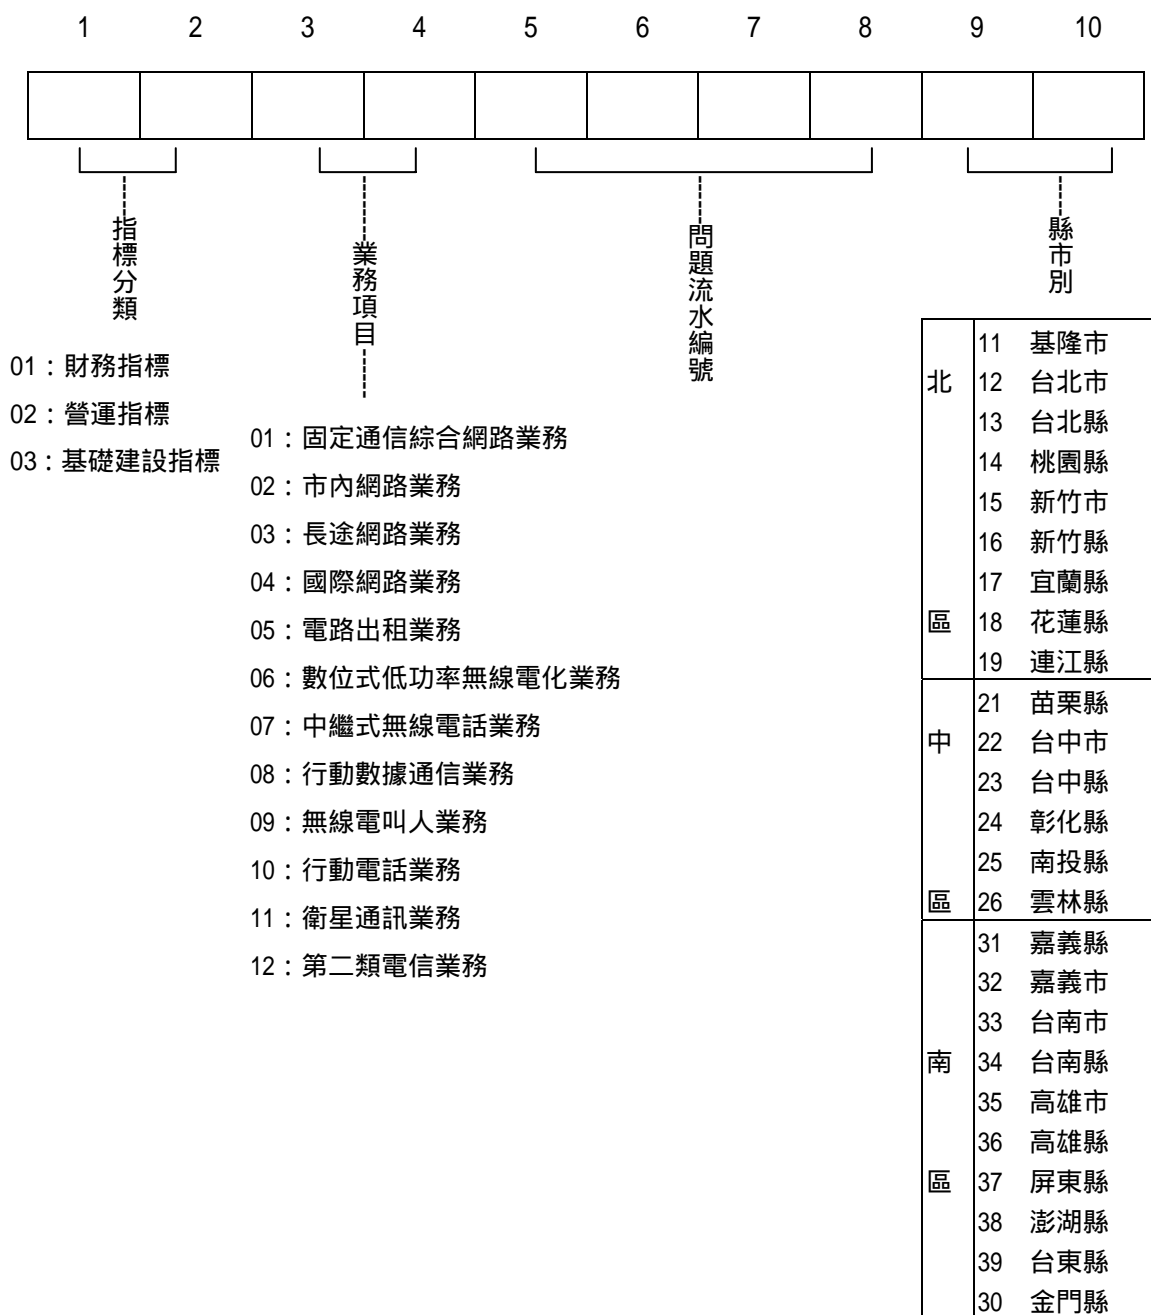 1 2 3 4 5 6 7 8 9 10
指標分類
業務項目
問題流水編號
縣市別
01：財務指標
02：營運指標
03：基礎建設指標
01：固定通信綜合網路業務
02：市內網路業務
03：長途網路業務
04：國際網路業務
05：電路出租業務
06：數位式低功率無線電化業務
07：中繼式無線電話業務
08：行動數據通信業務
09：無線電叫人業務
10：行動電話業務
11：衛星通訊業務
12：第二類電信業務
11 基隆市
北 12 台北市
13 台北縣
14 桃園縣
15 新竹市
16 新竹縣
17 宜蘭縣
區 18 花蓮縣
19 連江縣
21 苗栗縣
中 22 台中市
23 台中縣
24 彰化縣
25 南投縣
區 26 雲林縣
31 嘉義縣
32 嘉義市
33 台南市
南 34 台南縣
35 高雄市
36 高雄縣
區 37 屏東縣
38 澎湖縣
39 台東縣
30 金門縣